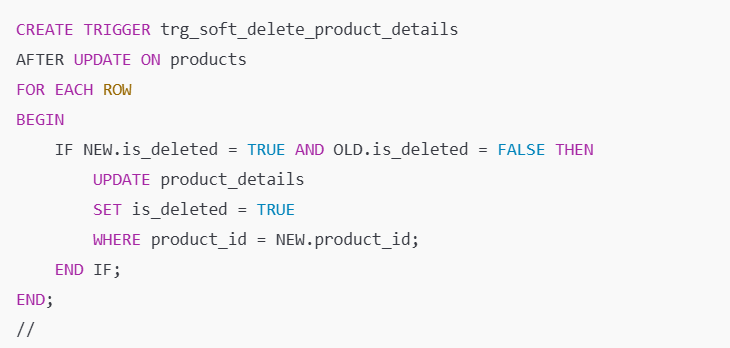 CREATE TRIGGER trg_soft_delete_product_details
AFTER UPDATE ON products
FOR EACH ROW
BEGIN
    IF NEW.is_deleted = TRUE AND OLD.is_deleted = FALSE THEN
        UPDATE product_details
        SET is_deleted = TRUE
        WHERE product_id = NEW.product_id;
    END IF;
END;
//